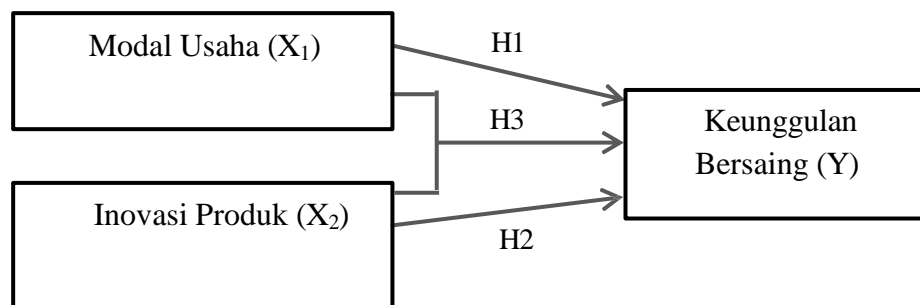 Modal Usaha (X₁)
H1
H3
Keunggulan
Bersaing (Y)
Inovasi Produk (X₂)
H2